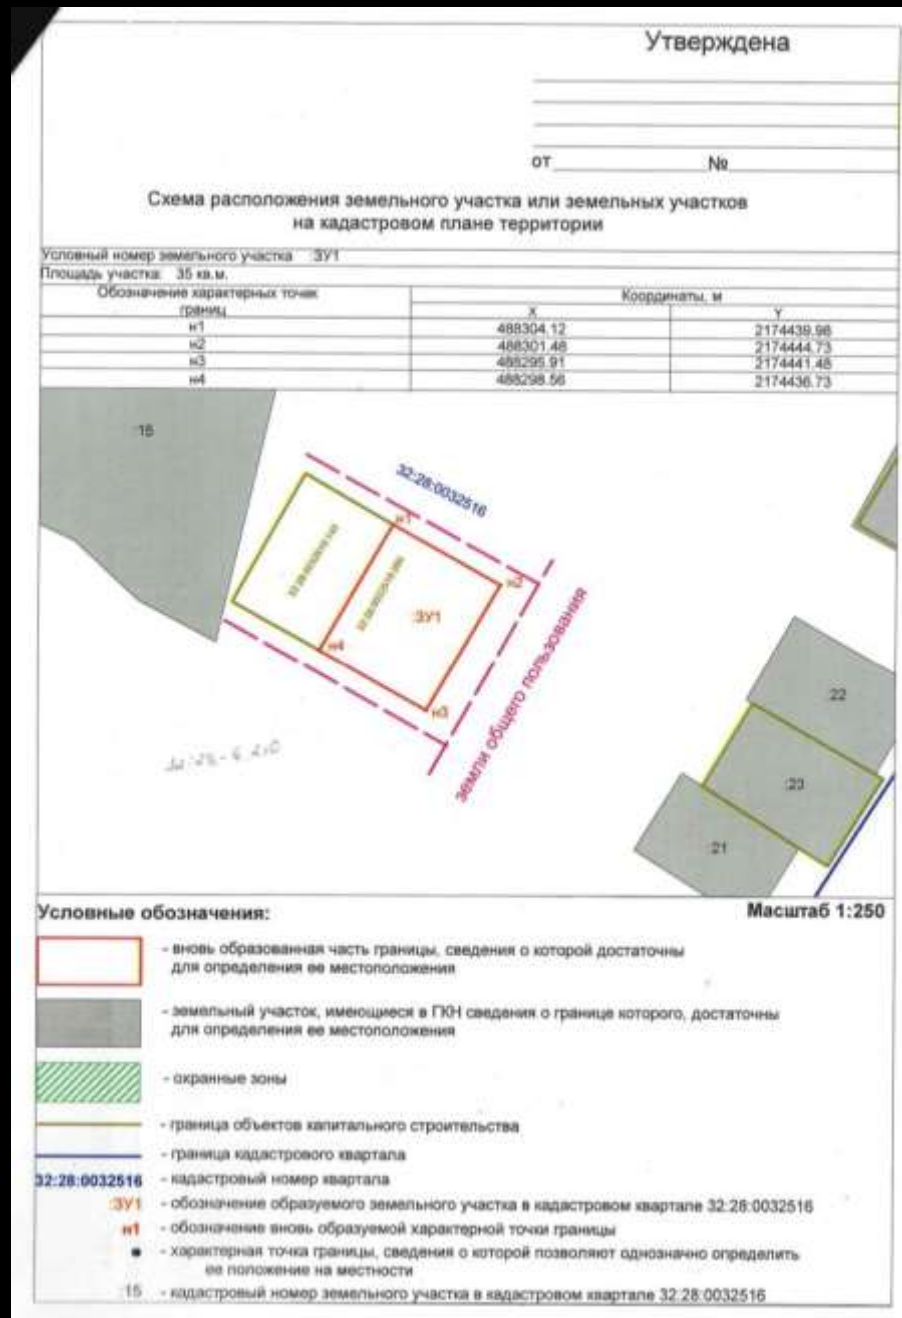 Утверждена
от № 
Схема расположения земельного участка или земельных участков
на кадастровом плане территории
Условный номер земельного участка :ЗУ1
Площадь участка: 35 кв.м.
Обозначение характерных точек границ Координаты, м
X Y
н1 488304.12 2174439.98
н2 488301.48 2174444.73
н3 488295.91 2174441.48
н4 488298.56 2174436.73
:15
32:28:0032516
н1
н2
:ЗУ1
н4
н3
земли общего пользования
:22
:23
:21
Условные обозначения: Масштаб 1:250
- вновь образованная часть границы, сведения о которой достаточны
для определения ее местоположения
- земельный участок, имеющиеся в ГКН сведения о границе которого, достаточны
для определения ее местоположения
- охранные зоны
- граница объектов капитального строительства
- граница кадастрового квартала
32:28:0032516 - кадастровый номер квартала
:ЗУ1 - обозначение образуемого земельного участка в кадастровом квартале 32:28:0032516
н1 - обозначение вновь образуемой характерной точки границы
- характерная точка границы, сведения о которой позволяют однозначно определить
ее положение на местности
:15 - кадастровый номер земельного участка в кадастровом квартале 32:28:0032516